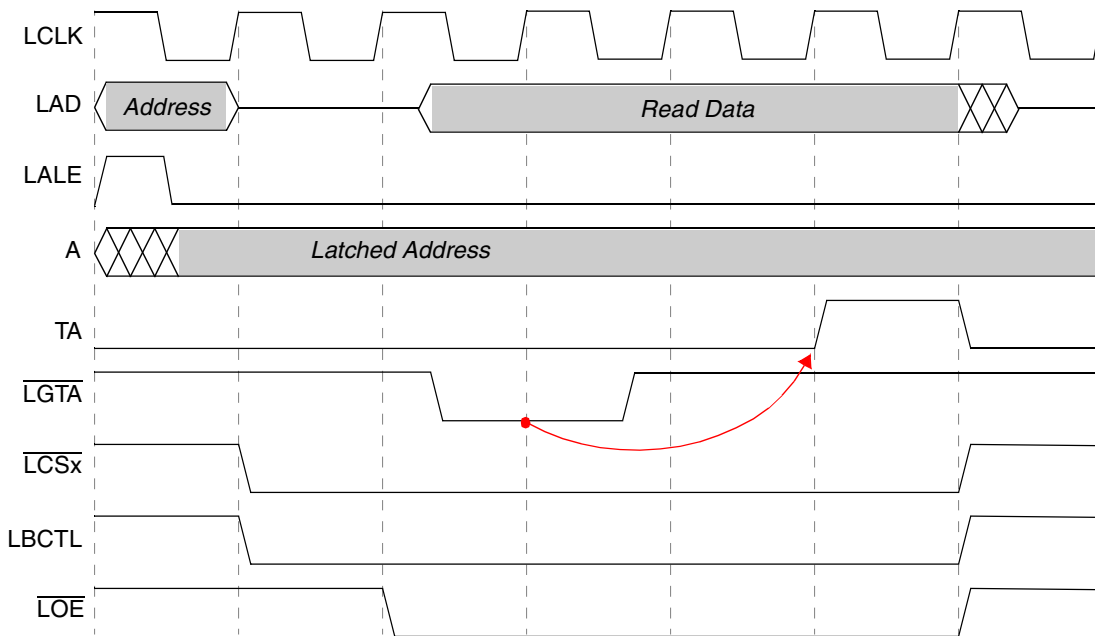 LCLK
LAD Address Read Data
LALE
A Latched Address
TA
LGTA
LCSx
LBCTL
LOE